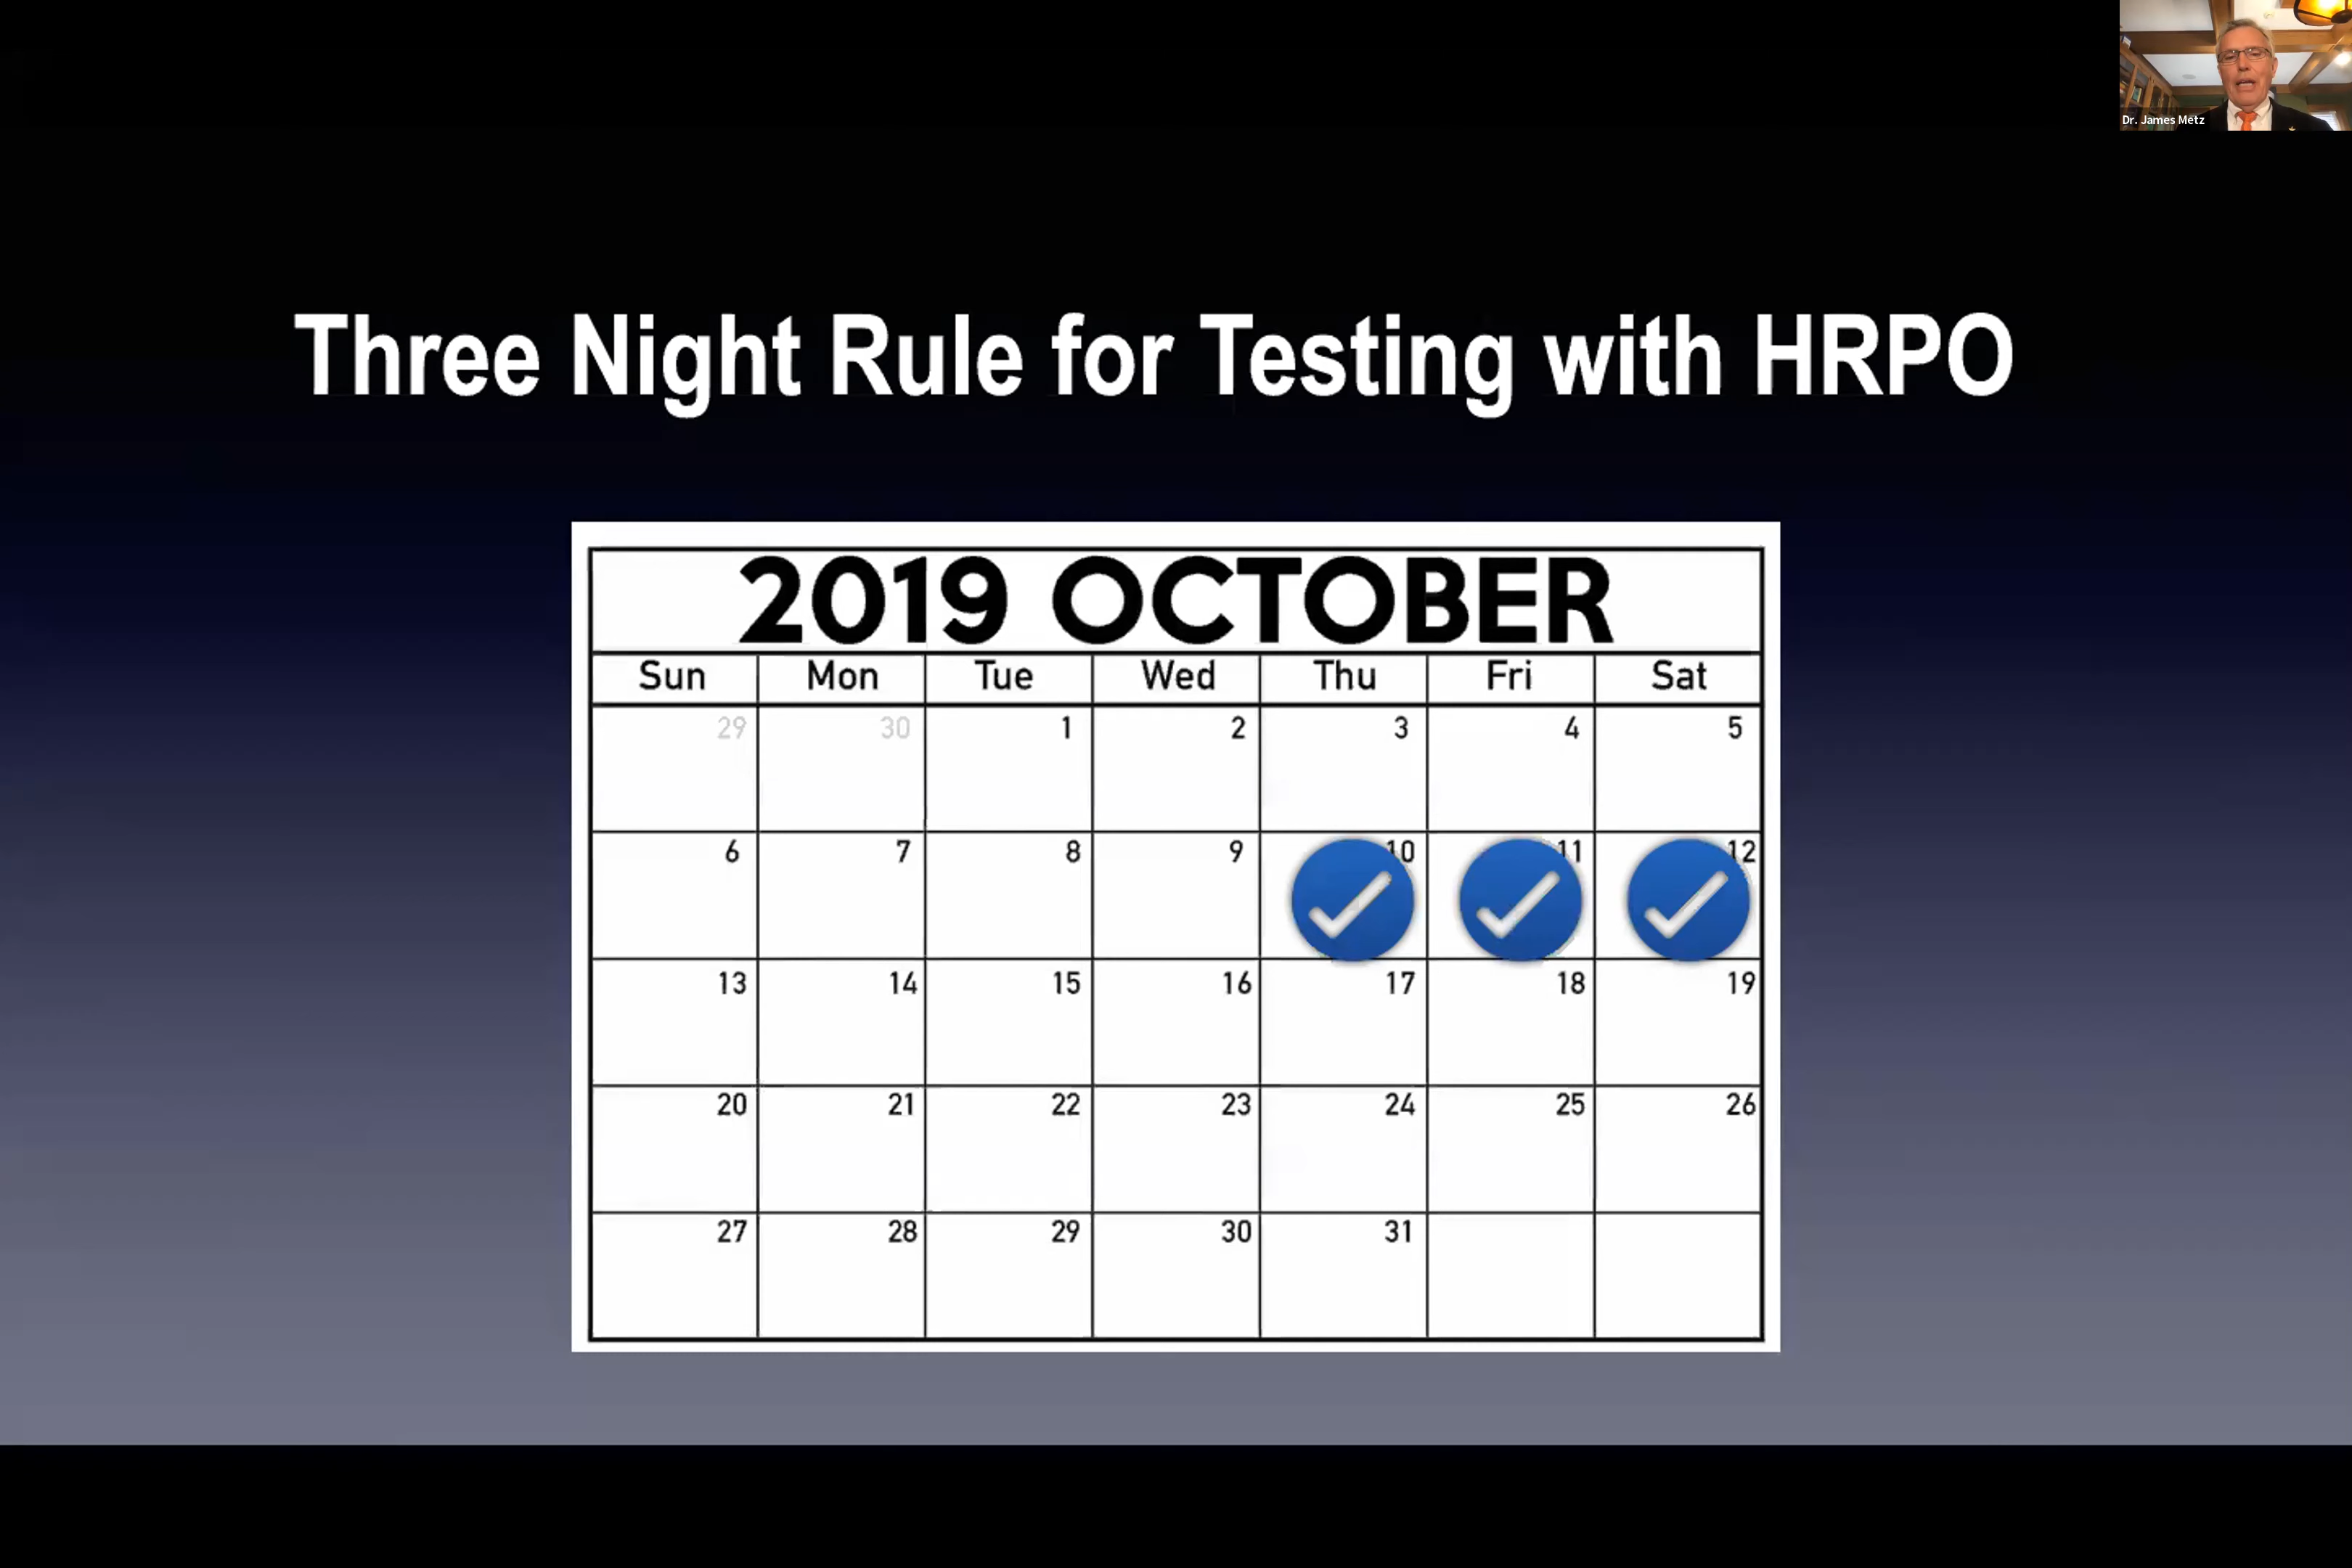 Dr. James Metz
Three Night Rule for Testing with HRPO
2019 OCTOBER
Sun Mon Tue Wed Thu Fri Sat
29 30 1 2 3 4 5
6 7 8 9 10 11 12
13 14 15 16 17 18 19
20 21 22 23 24 25 26
27 28 29 30 31